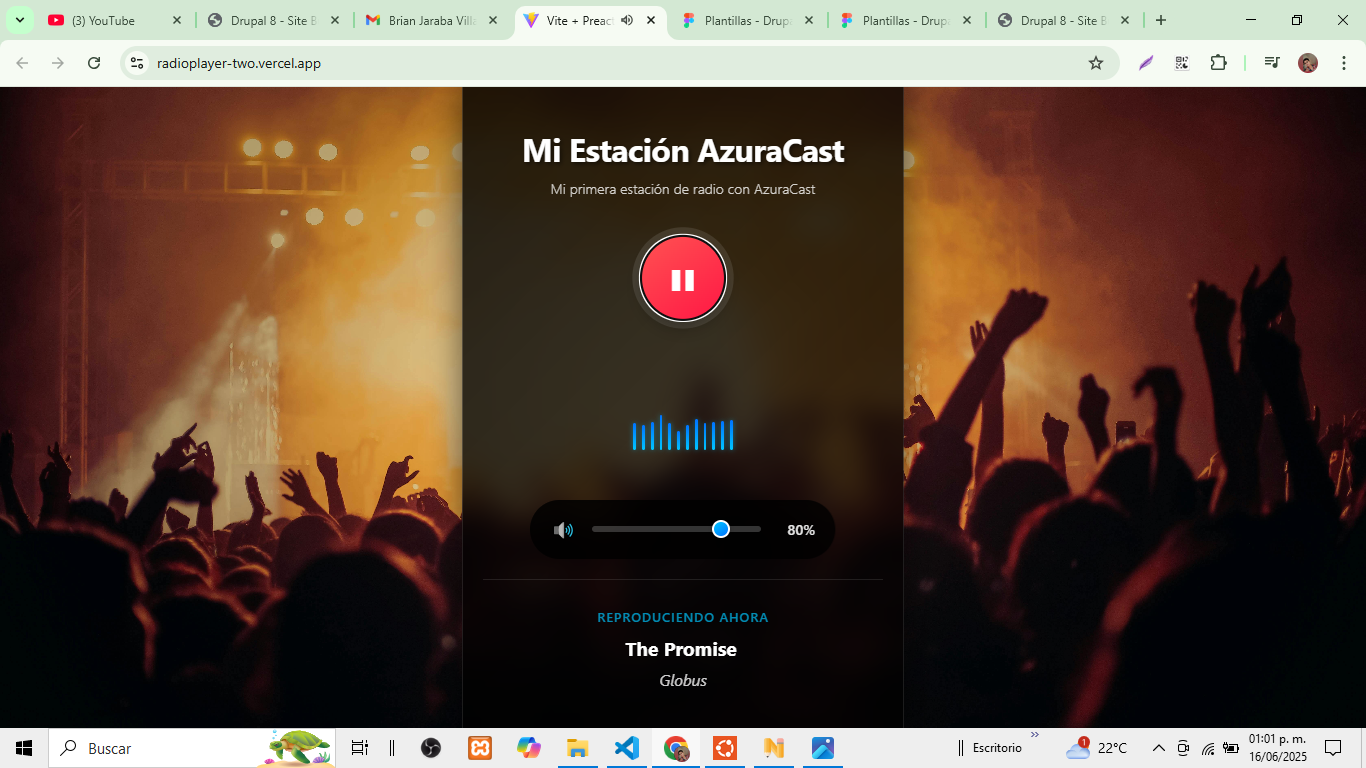 (3) YouTube
Drupal 8 - Site B
Brian Jaraba Villa
Vite + Preact
Plantillas - Drupa
Plantillas - Drupa
Drupal 8 - Site B
radioplayer-two.vercel.app
Mi Estación AzuraCast
Mi primera estación de radio con AzuraCast
80%
REPRODUCIENDO AHORA
The Promise
Globus
Buscar
Escritorio
»
1
22°C
01:01 p. m.
16/06/2025